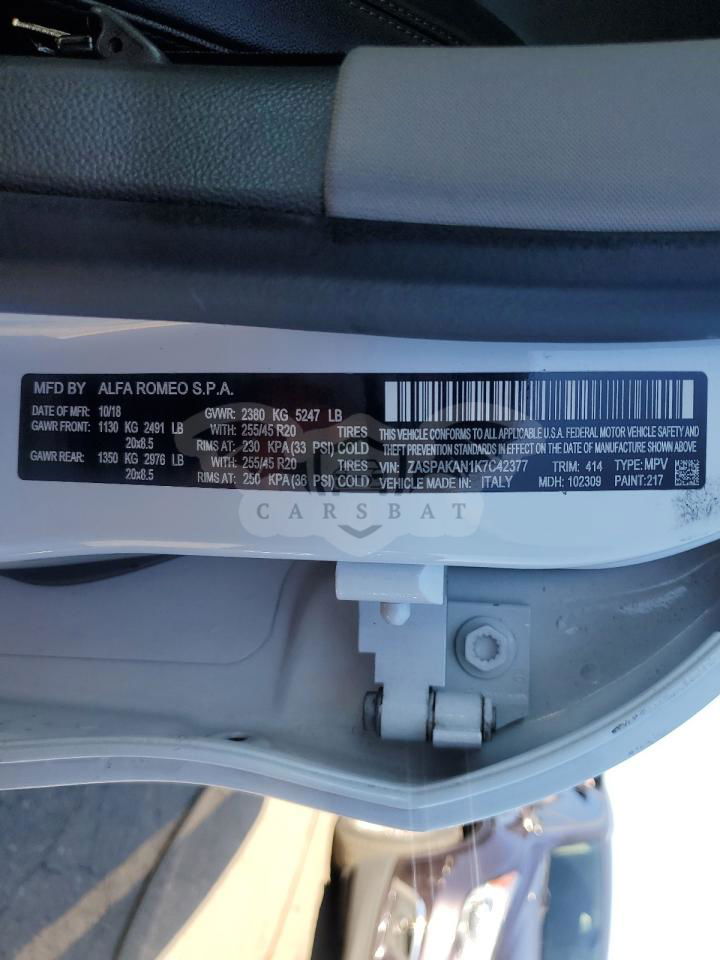 MFD BY ALFA ROMEO S.P.A.
DATE OF MFR: 10/18 GVWR: 2380 KG 5247 LB
GAWR FRONT: 1130 KG 2491 LB WITH: 255/45 R20 TIRES
20x8.5 RIMS AT: 230 KPA (33 PSI) COLD
GAWR REAR: 1350 KG 2976 LB WITH: 255/45 R20 TIRES
20x8.5 RIMS AT: 250 KPA (36 PSI) COLD
THIS VEHICLE CONFORMS TO ALL APPLICABLE U.S.A. FEDERAL MOTOR VEHICLE SAFETY AND
THEFT PREVENTION STANDARDS IN EFFECT ON THE DATE OF MANUFACTURE SHOWN ABOVE
VIN: ZASPAKAN1K7C42377 TRIM: 414 TYPE: MPV
VEHICLE MADE IN: ITALY MDH: 102309 PAINT: 217
CARSBAT